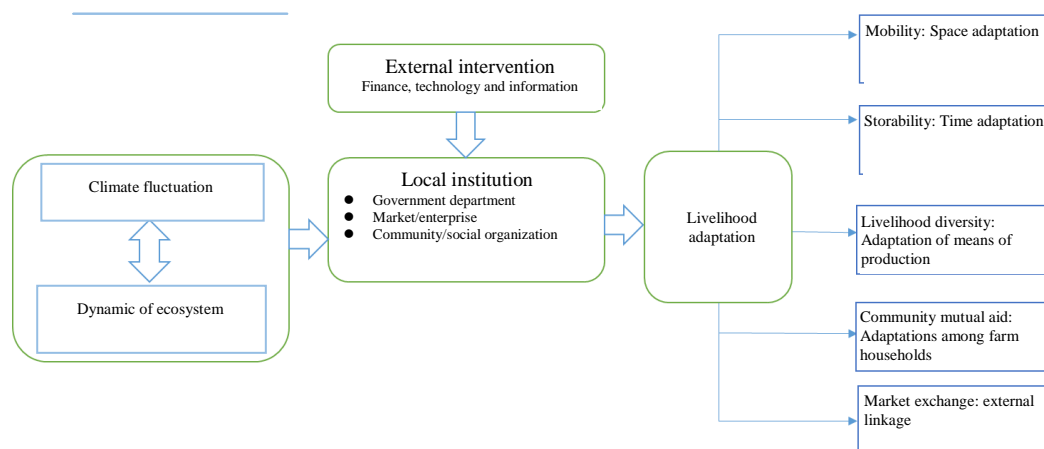 External intervention
Finance, technology and information
Climate fluctuation
Dynamic of ecosystem
Local institution
● Government department
● Market/enterprise
● Community/social organization
Livelihood
adaptation
Mobility: Space adaptation
Storability: Time adaptation
Livelihood diversity:
Adaptation of means of
production
Community mutual aid:
Adaptations among farm
households
Market exchange: external
linkage